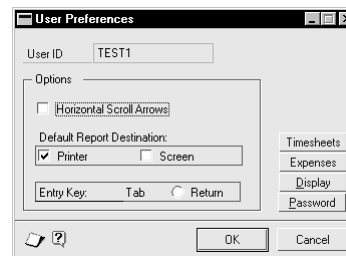 User Preferences
User ID TEST1
Options
Horizontal Scroll Arrows
Default Report Destination:
Printer Screen
Entry Key: Tab Return
Timesheets
Expenses
Display
Password
OK Cancel